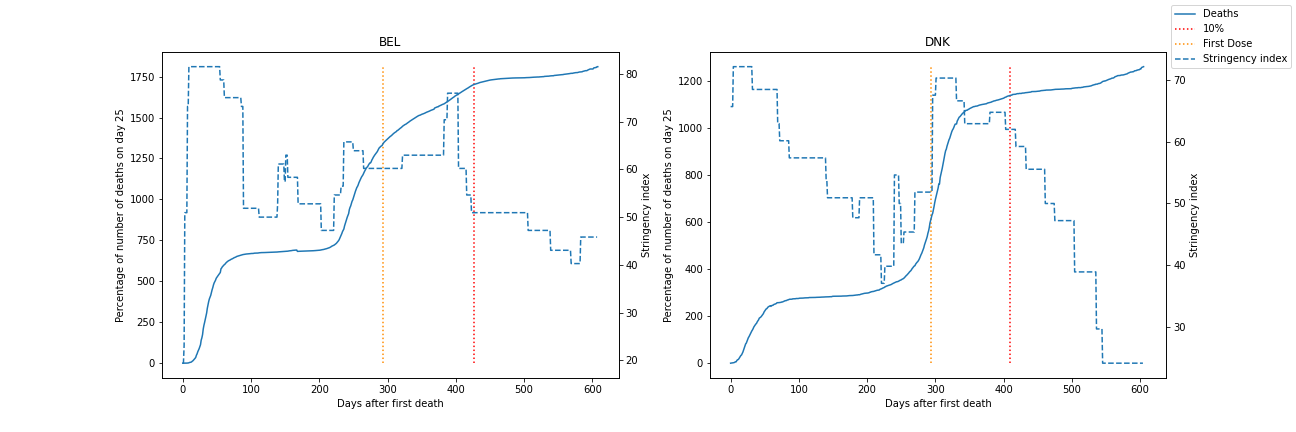 BEL
DNK
Deaths
10%
First Dose
Stringency index
Percentage of number of deaths on day 25
1750
1500
1250
1000
750
500
250
0
80
70
60
50
40
30
20
Stringency index
0 100 200 300 400 500 600
Days after first death
Percentage of number of deaths on day 25
1200
1000
800
600
400
200
0
70
60
50
40
30
Stringency index
0 100 200 300 400 500 600
Days after first death